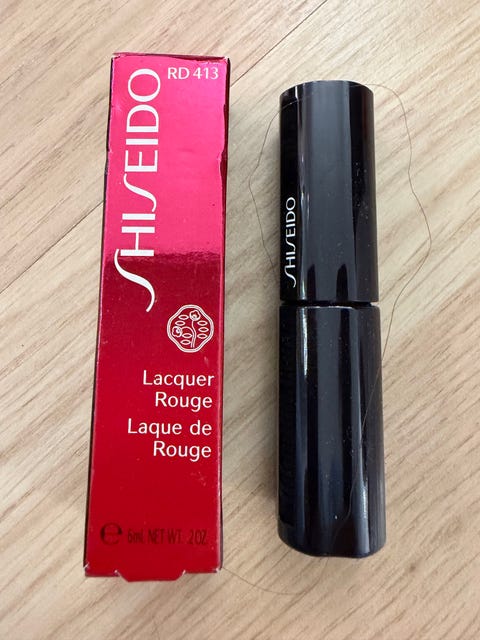 RD 413
SHISEIDO
Lacquer
Rouge
Laque de
Rouge
℮ 6ml NET WT. .2OZ.
SHISEIDO